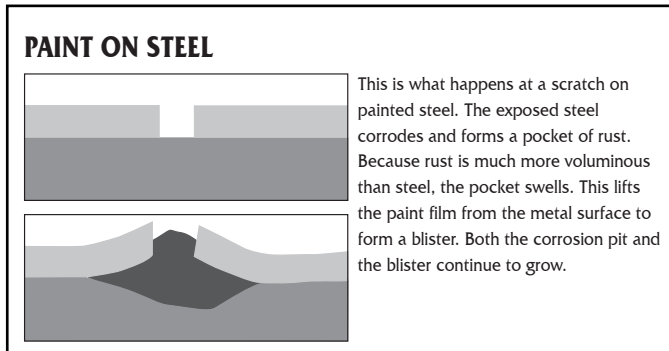 PAINT ON STEEL
This is what happens at a scratch on
painted steel. The exposed steel
corrodes and forms a pocket of rust.
Because rust is much more voluminous
than steel, the pocket swells. This lifts
the paint film from the metal surface to
form a blister. Both the corrosion pit and
the blister continue to grow.